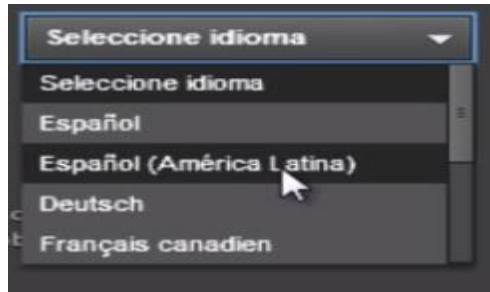 Seleccione idioma
Seleccione idioma
Español
Español (América Latina)
Deutsch
Français canadien